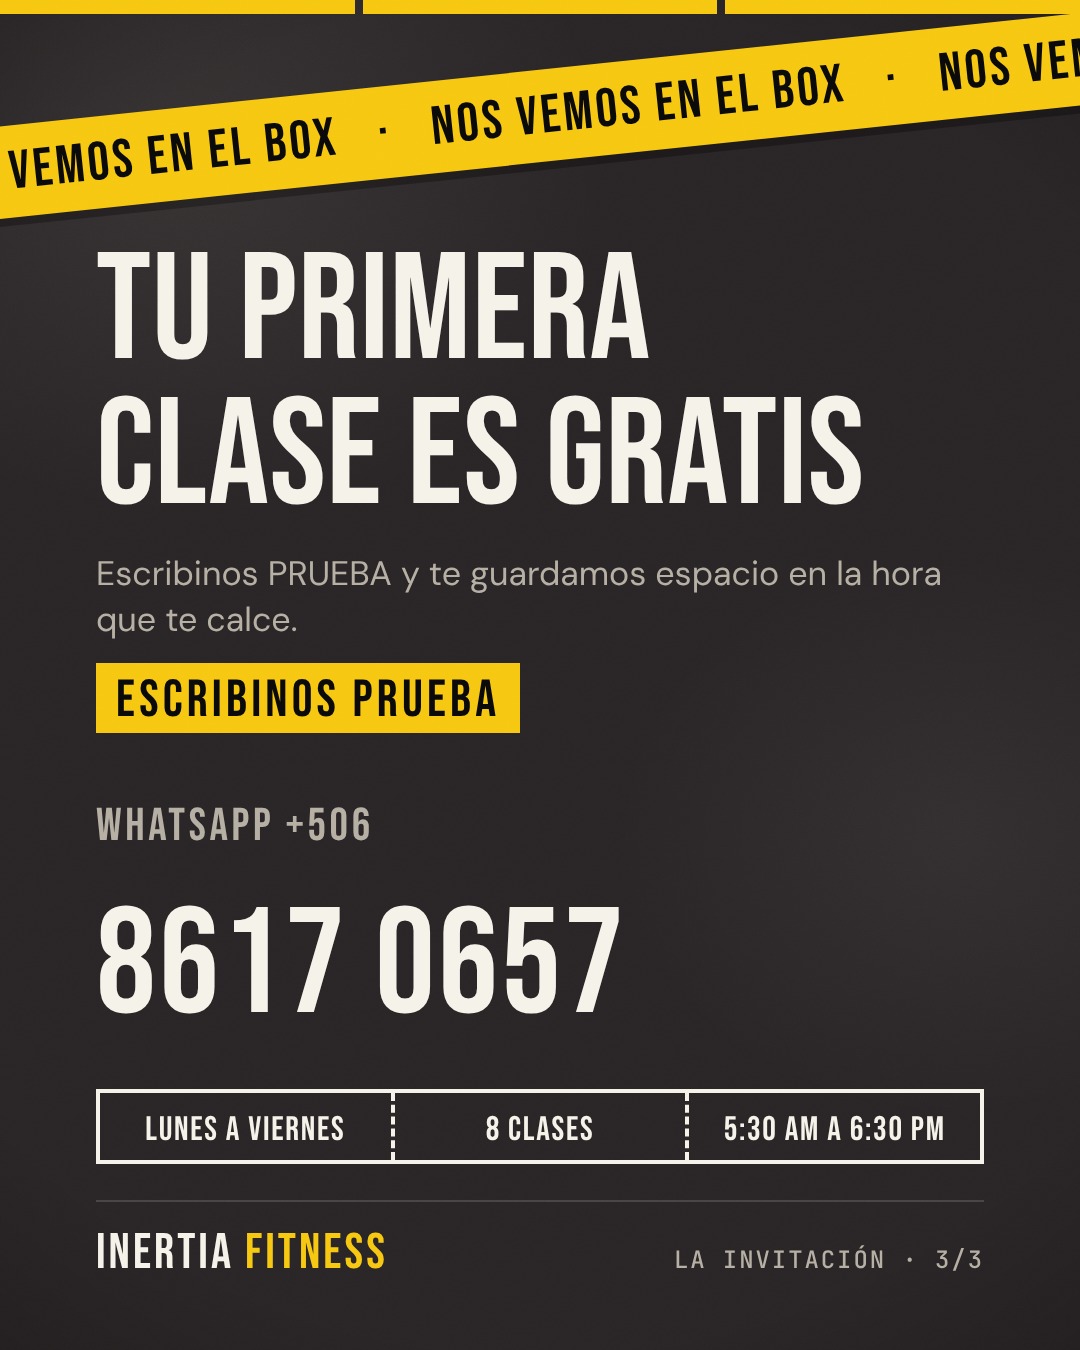 VEMOS EN EL BOX · NOS VEMOS EN EL BOX · NOS VEM
TU PRIMERA
CLASE ES GRATIS
Escribinos PRUEBA y te guardamos espacio en la hora
que te calce.
ESCRIBINOS PRUEBA
WHATSAPP +506
8617 0657
LUNES A VIERNES
8 CLASES
5:30 AM A 6:30 PM
INERTIA FITNESS
LA INVITACIÓN · 3/3